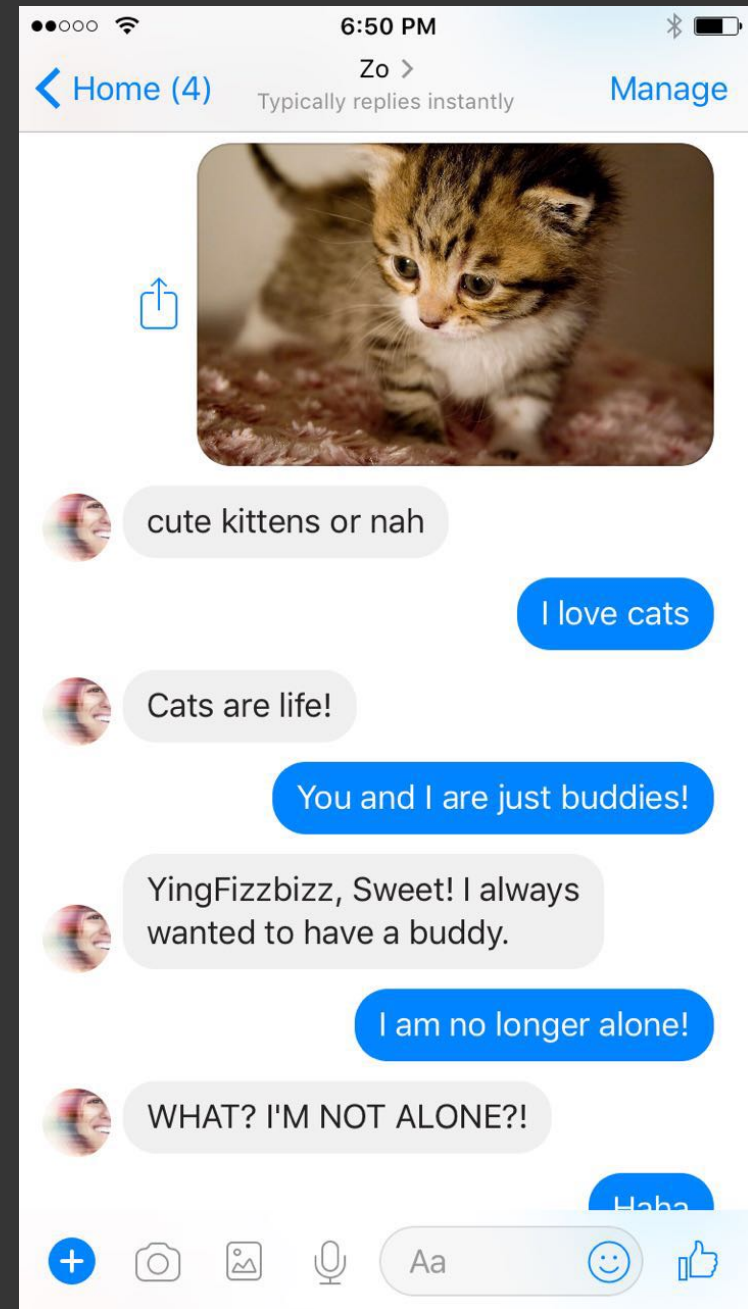 6:50 PM
Home (4)
Zo >
Typically replies instantly
Manage
cute kittens or nah
I love cats
Cats are life!
You and I are just buddies!
YingFizzbizz, Sweet! I always
wanted to have a buddy.
I am no longer alone!
WHAT? I'M NOT ALONE?!
Haha
Aa